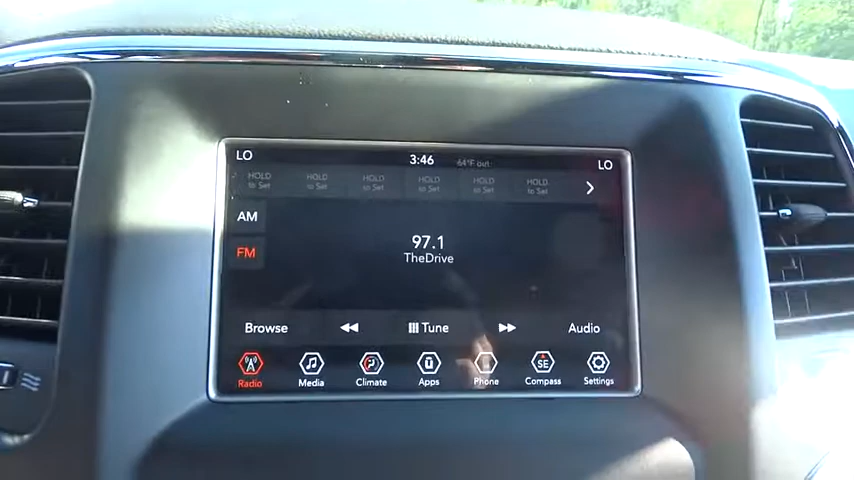 LO 3:46 64°F out LO
HOLD HOLD HOLD HOLD HOLD HOLD
to Set to Set to Set to Set to Set to Set
AM
FM
97.1
TheDrive
Browse Tune Audio
Radio Media Climate Apps Phone Compass Settings
SE